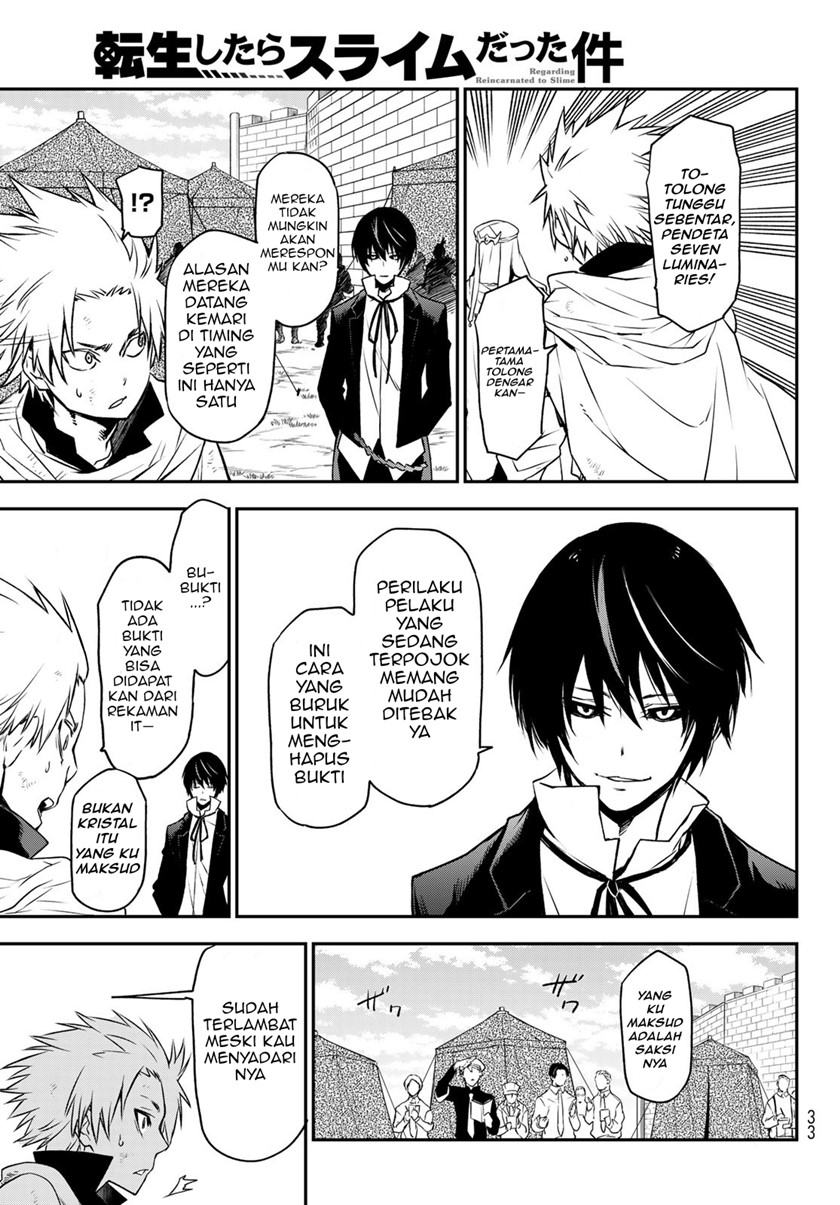 転生したらスライムだった件
Regarding
Reincarnated to Slime
TO-
TOLONG
TUNGGU
SEBENTAR,
PENDETA
SEVEN
LUMINA-
RIES!
PERTAMA-
TAMA
TOLONG
DENGAR
KAN—
MEREKA
TIDAK
MUNGKIN
AKAN
MERESPON
MU KAN?
ALASAN
MEREKA
DATANG
KEMARI
DI TIMING
YANG
SEPERTI
INI HANYA
SATU
!?
PERILAKU
PELAKU
YANG
SEDANG
TERPOJOK
MEMANG
MUDAH
DITEBAK
YA
INI
CARA
YANG
BURUK
UNTUK
MENG-
HAPUS
BUKTI
BU-
BUKTI
....?
TIDAK
ADA
BUKTI
YANG
BISA
DIDAPAT
KAN DARI
REKAMAN
IT—
BUKAN
KRISTAL
ITU
YANG KU
MAKSUD
YANG
KU
MAKSUD
ADALAH
SAKSI
NYA
ザワ
ザワ
SUDAH
TERLAMBAT
MESKI KAU
MENYADARI
NYA
33